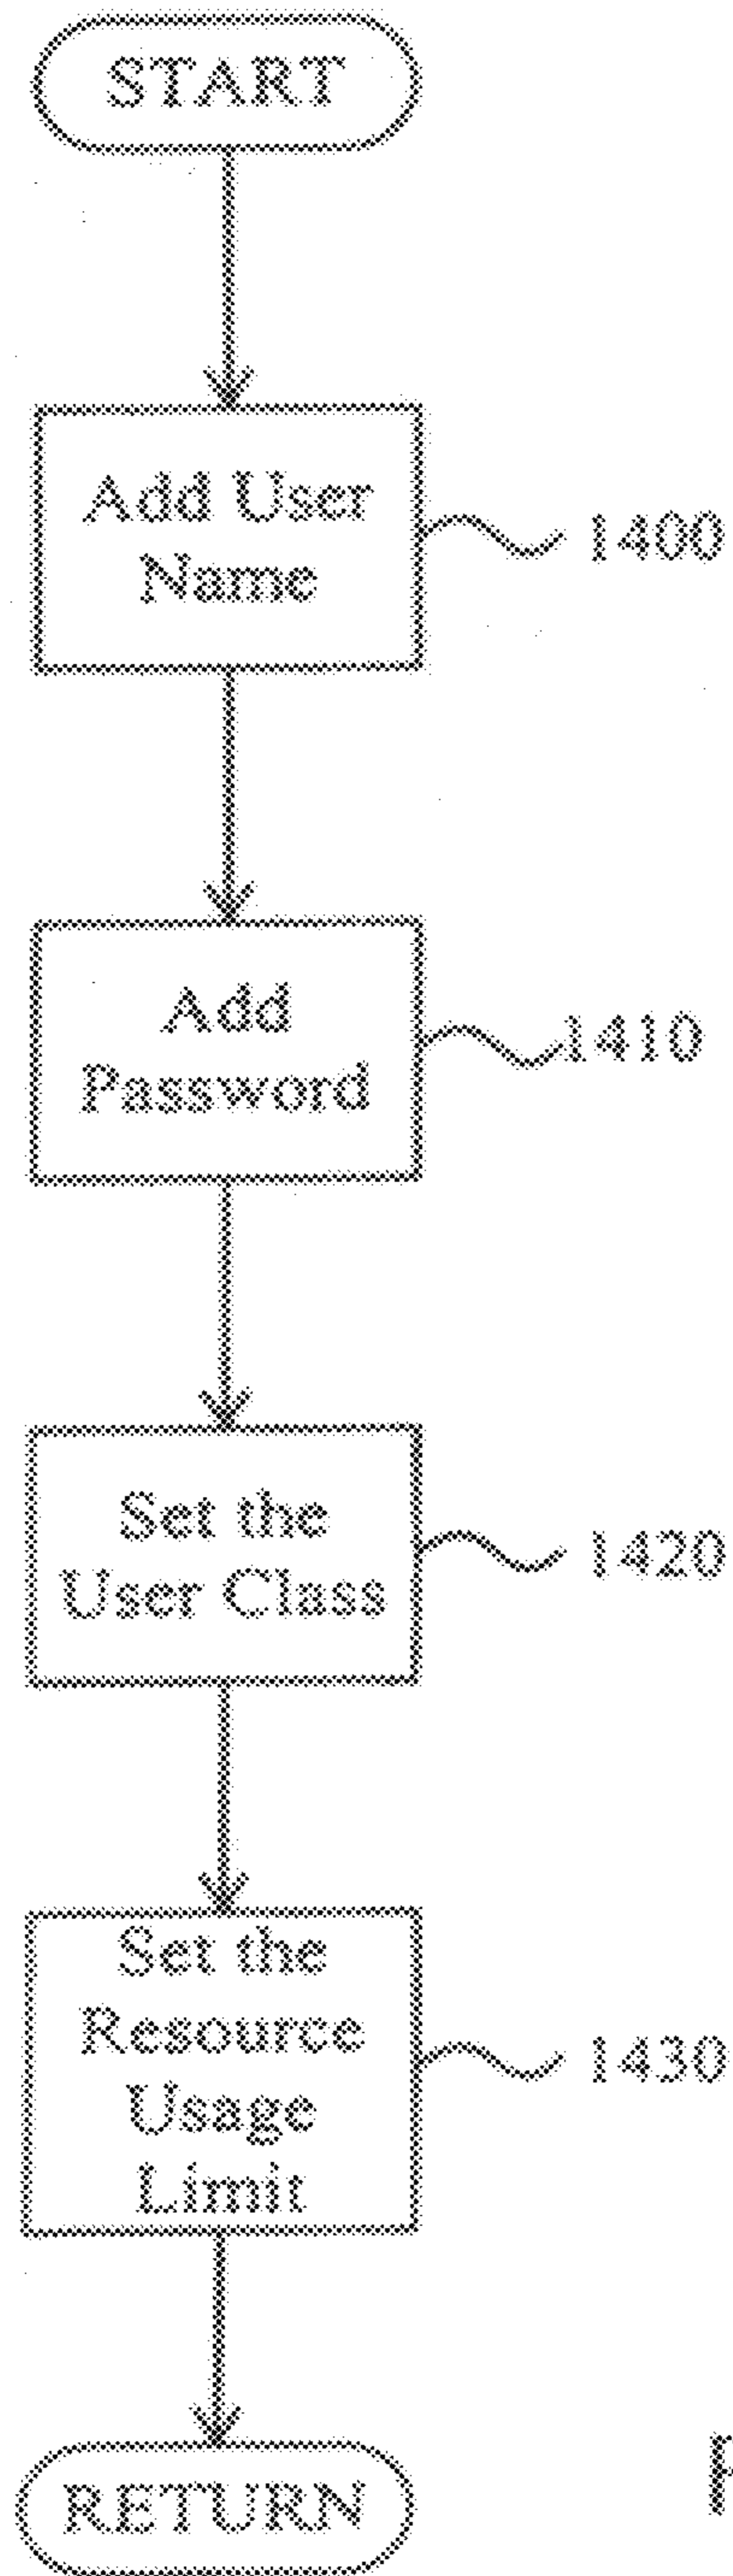 START
Add User
Name
1400
Add
Password
1410
Set the
User Class
1420
Set the
Resource
Usage
Limit
1430
RETURN